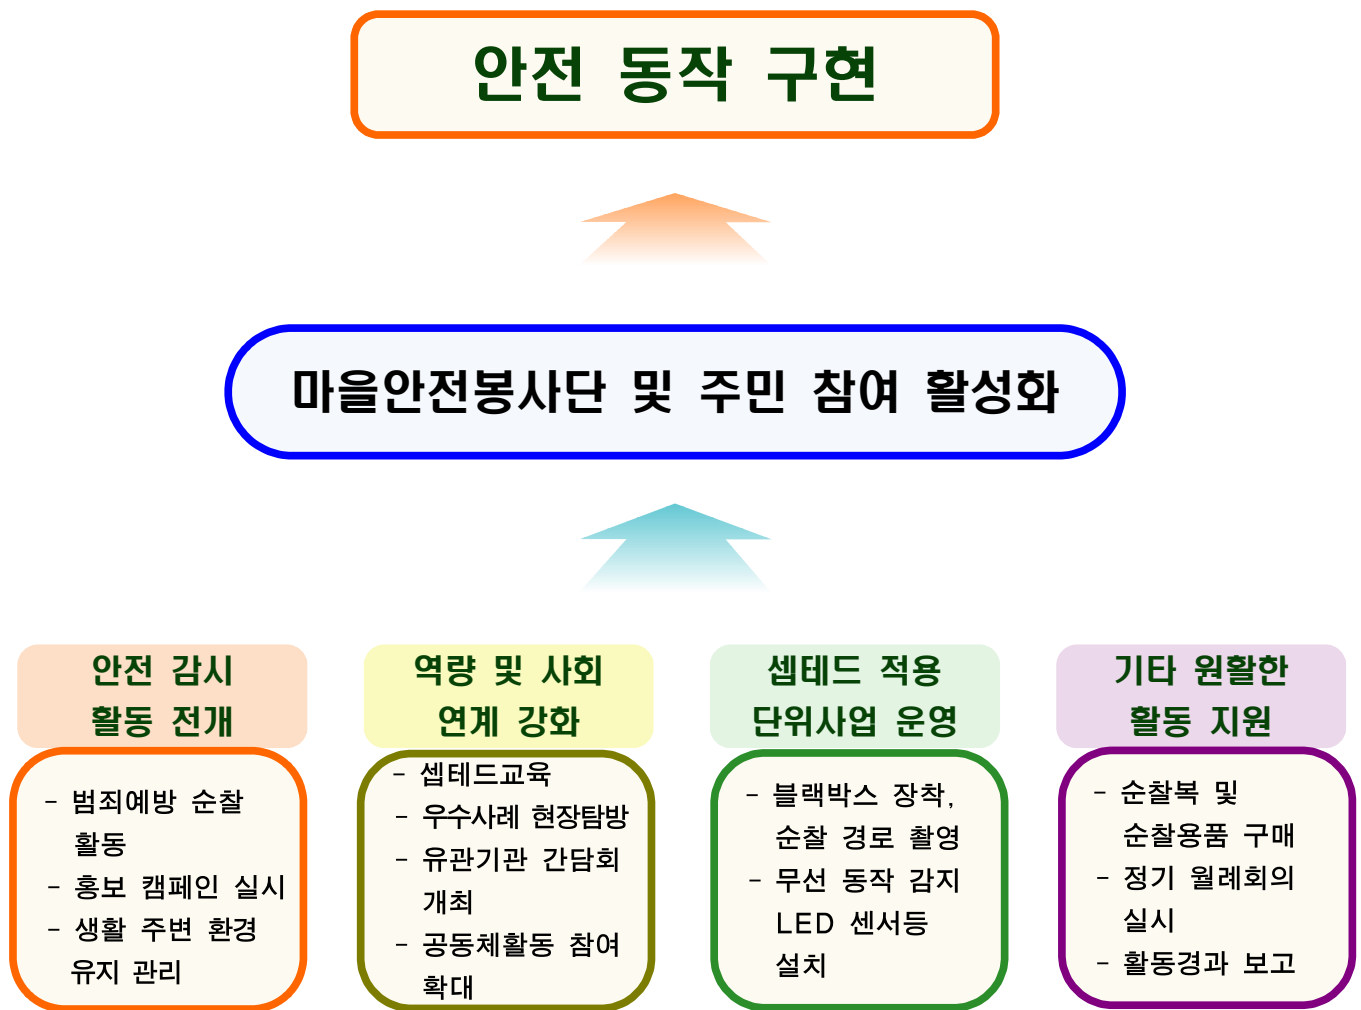 안전 동작 구현
마을안전봉사단 및 주민 참여 활성화
안전 감시
활동 전개
- 범죄예방 순찰
활동
- 홍보 캠페인 실시
- 생활 주변 환경
유지 관리
역량 및 사회
연계 강화
- 셉테드교육
- 우수사례 현장탐방
- 유관기관 간담회
개최
- 공동체활동 참여
확대
셉테드 적용
단위사업 운영
- 블랙박스 장착,
순찰 경로 촬영
- 무선 동작 감지
LED 센서등
설치
기타 원활한
활동 지원
- 순찰복 및
순찰용품 구매
- 정기 월례회의
실시
- 활동경과 보고